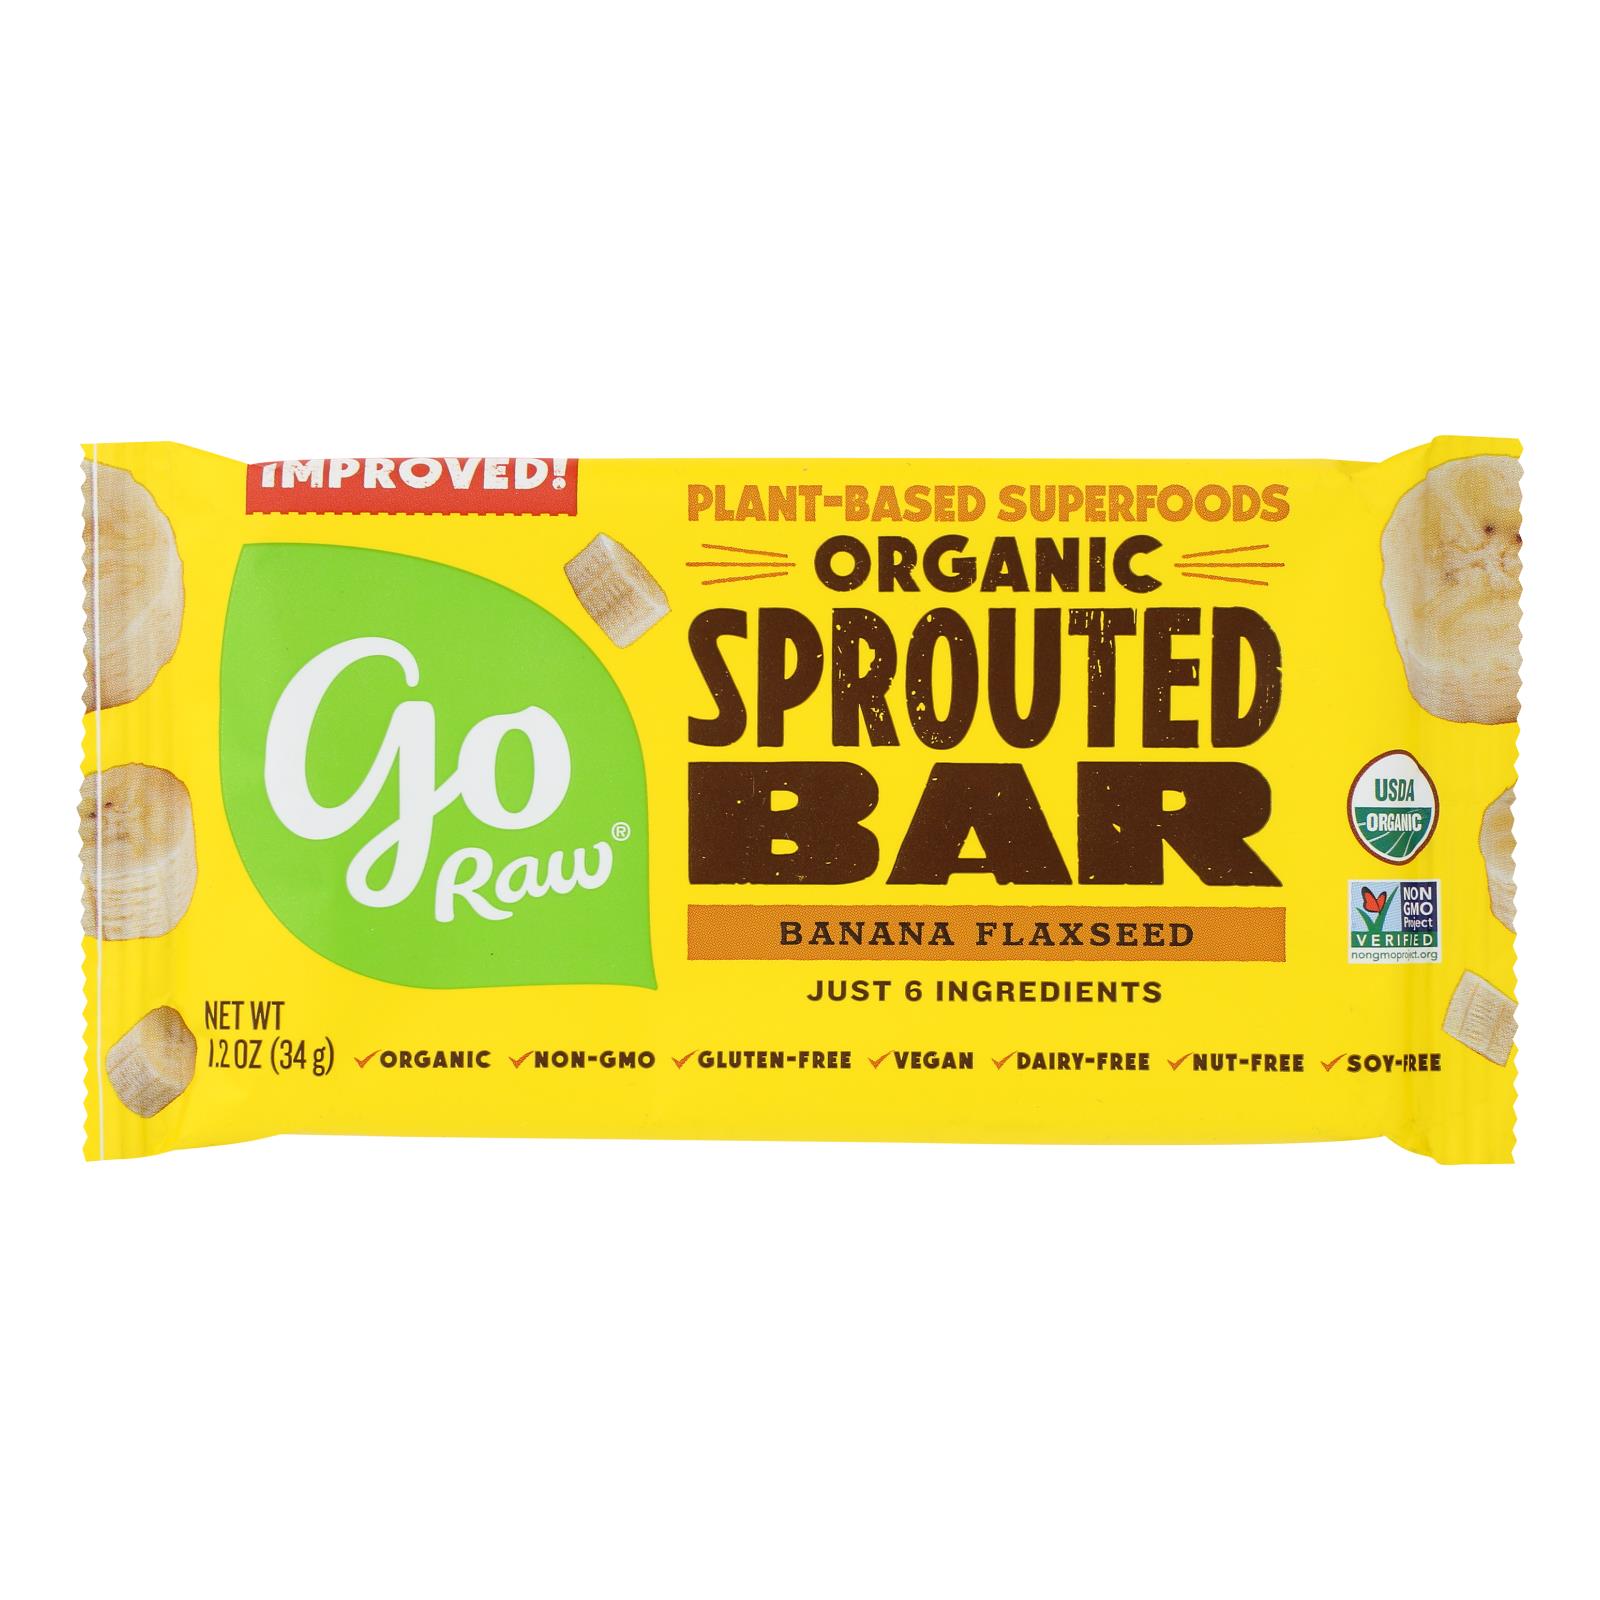 IMPROVED!
PLANT-BASED SUPERFOODS
ORGANIC
SPROUTED
BAR
go
Raw®
BANANA FLAXSEED
JUST 6 INGREDIENTS
USDA
ORGANIC
NON
GMO
Project
VERIFIED
nongmoproject.org
NET WT
1.2 OZ (34 g)
ORGANIC NON-GMO GLUTEN-FREE VEGAN DAIRY-FREE NUT-FREE SOY-FREE